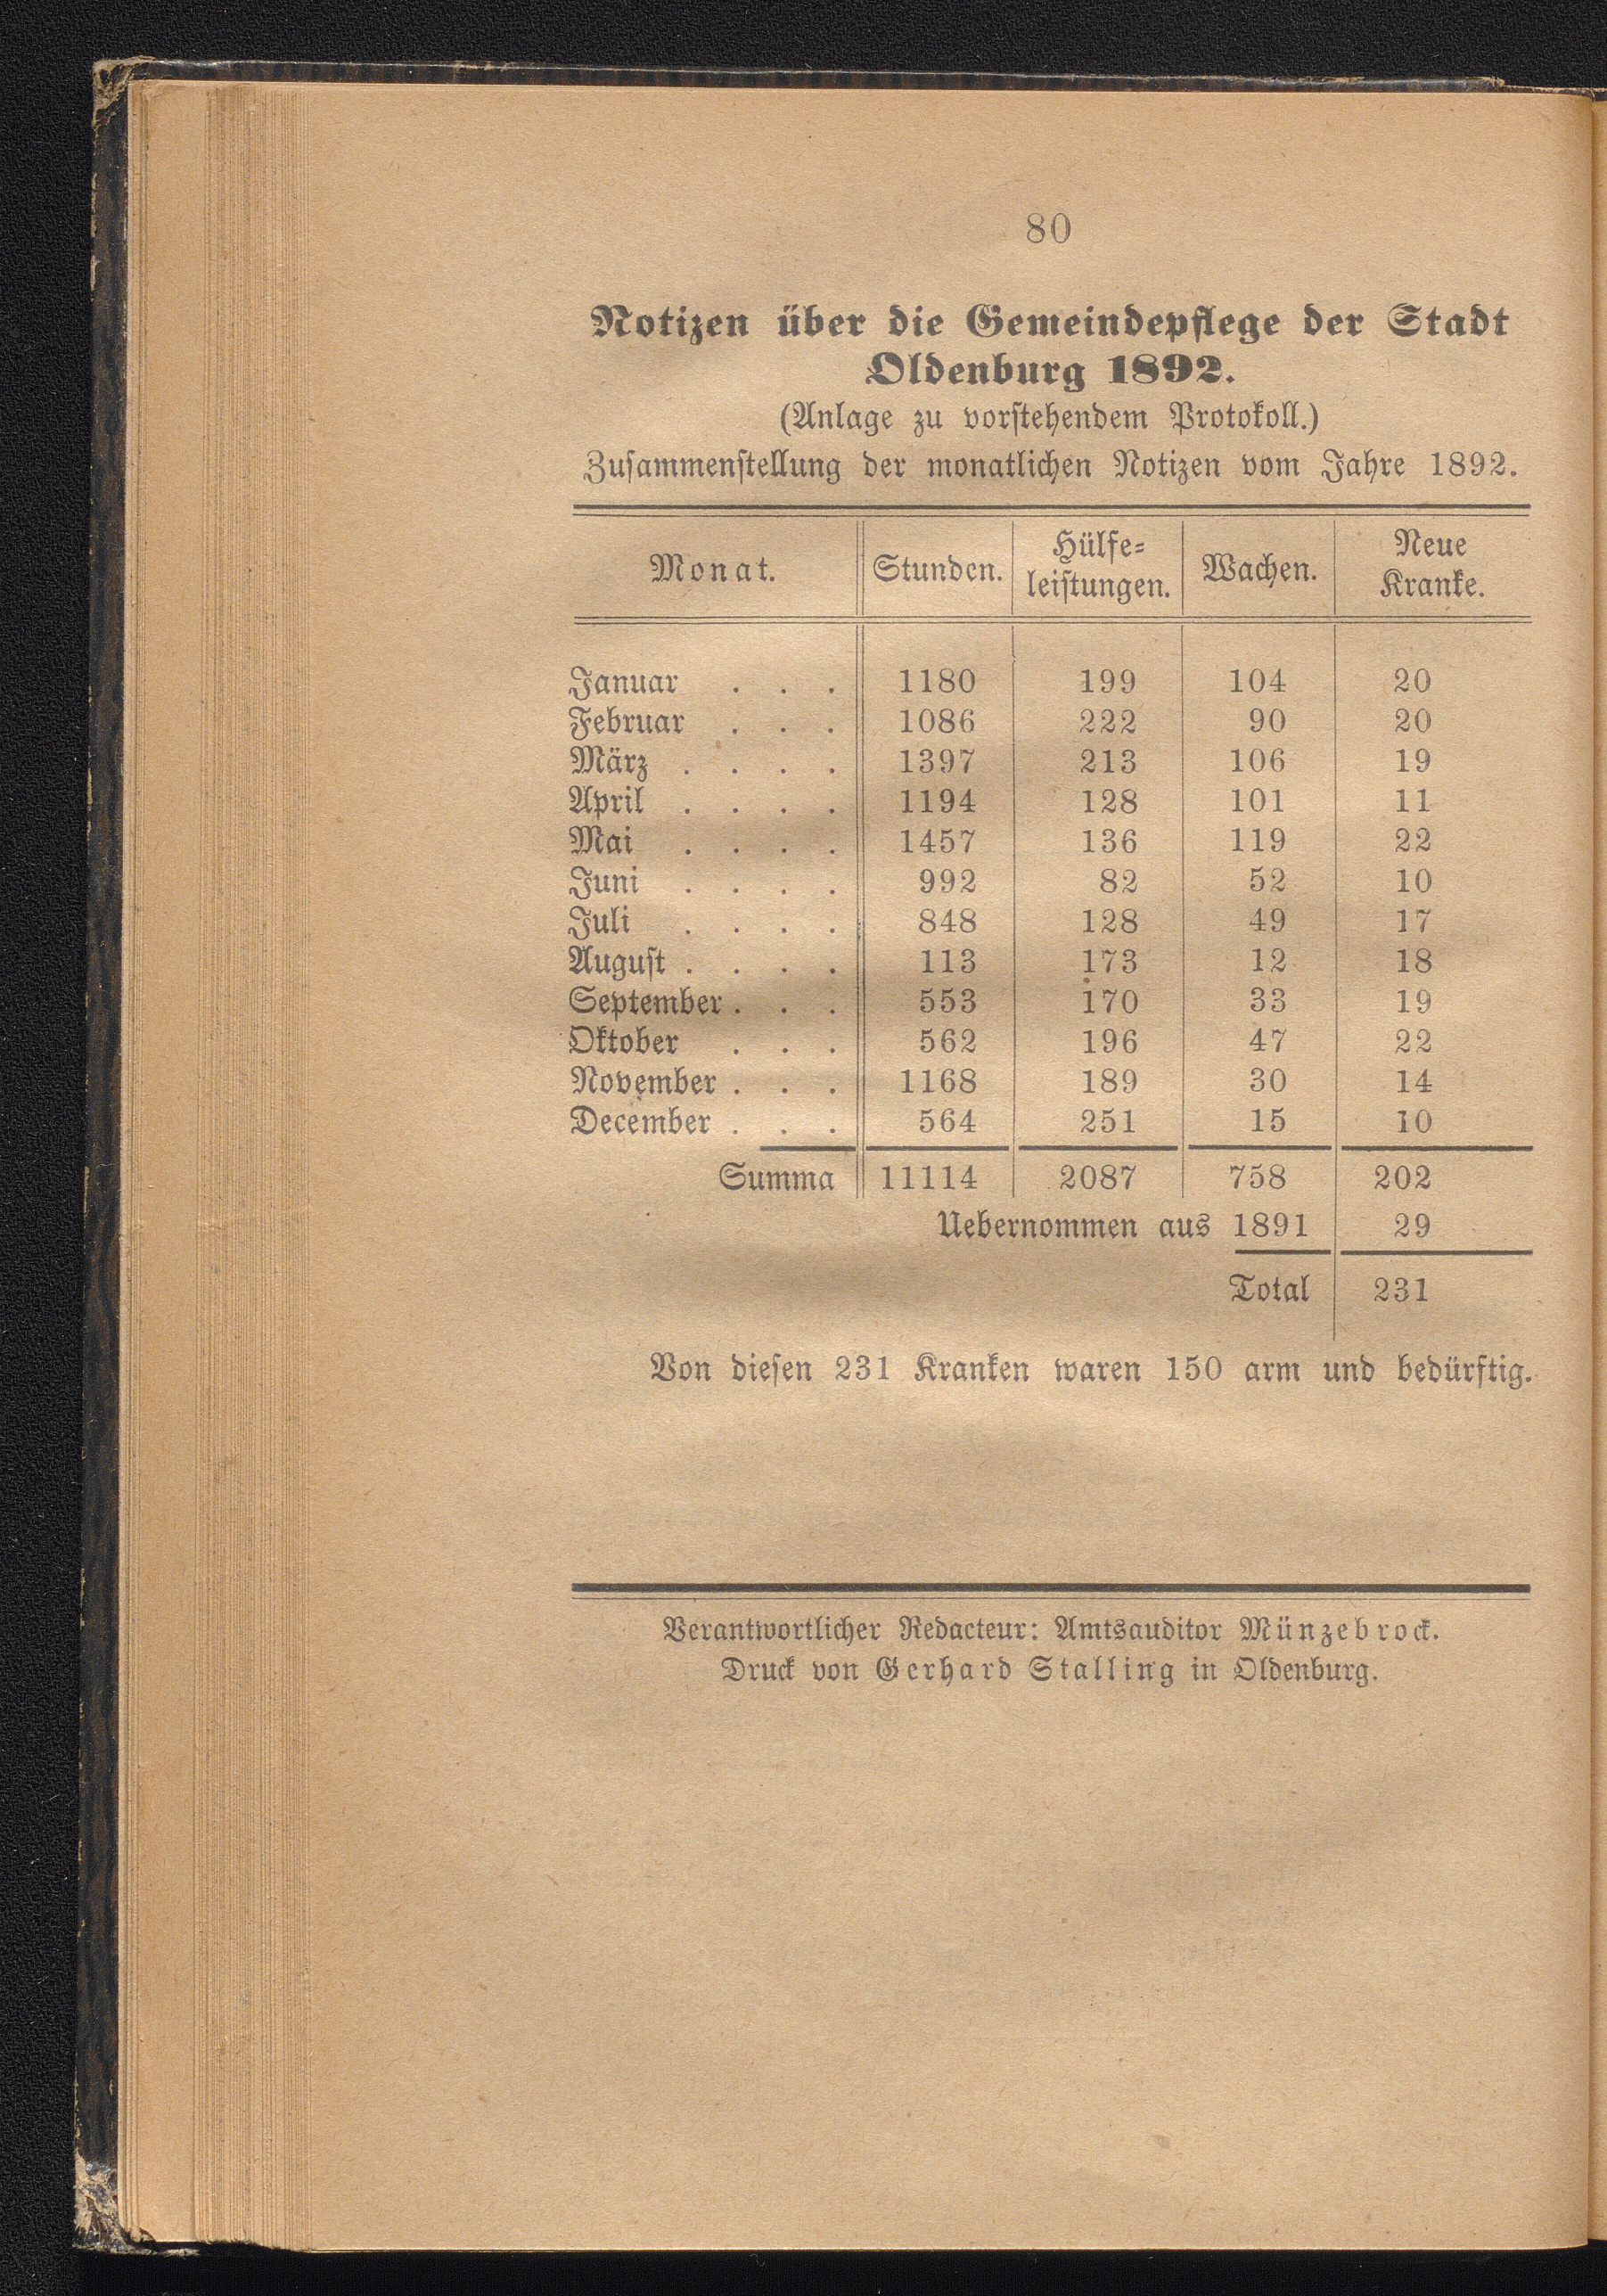 80
Notizen über die Gemeindepflege der Stadt
Oldenburg 1892.
(Anlage zu vorstehendem Protokoll.)
Zusammenstellung der monatlichen Notizen vom Jahre 1892.
Monat. Stunden. Hülfe-leistungen. Wachen. Neue Kranke.
Januar . . . 1180 199 104 20
Februar . . . 1086 222 90 20
März . . . . 1397 213 106 19
April . . . . 1194 128 101 11
Mai . . . . 1457 136 119 22
Juni . . . . 992 82 52 10
Juli . . . . 848 128 49 17
August . . . . 113 173 12 18
September . . . 553 170 33 19
Oktober . . . 562 196 47 22
November . . . 1168 189 30 14
December . . . 564 251 15 10
Summa 11114 2087 758 202
Uebernommen aus 1891 29
Total 231
Von diesen 231 Kranken waren 150 arm und bedürftig.
Verantwortlicher Redacteur: Amtsauditor Münzebrock.
Druck von Gerhard Stalling in Oldenburg.